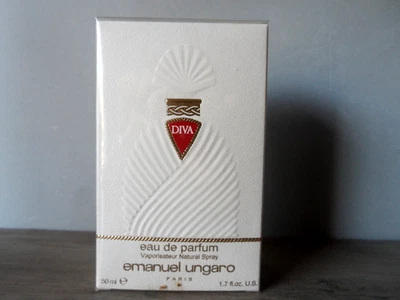 DIVA
eau de parfum
Vaporisateur Natural Spray
emanuel ungaro
PARIS
50 ml ℮ 1.7 fl.oz. U.S.